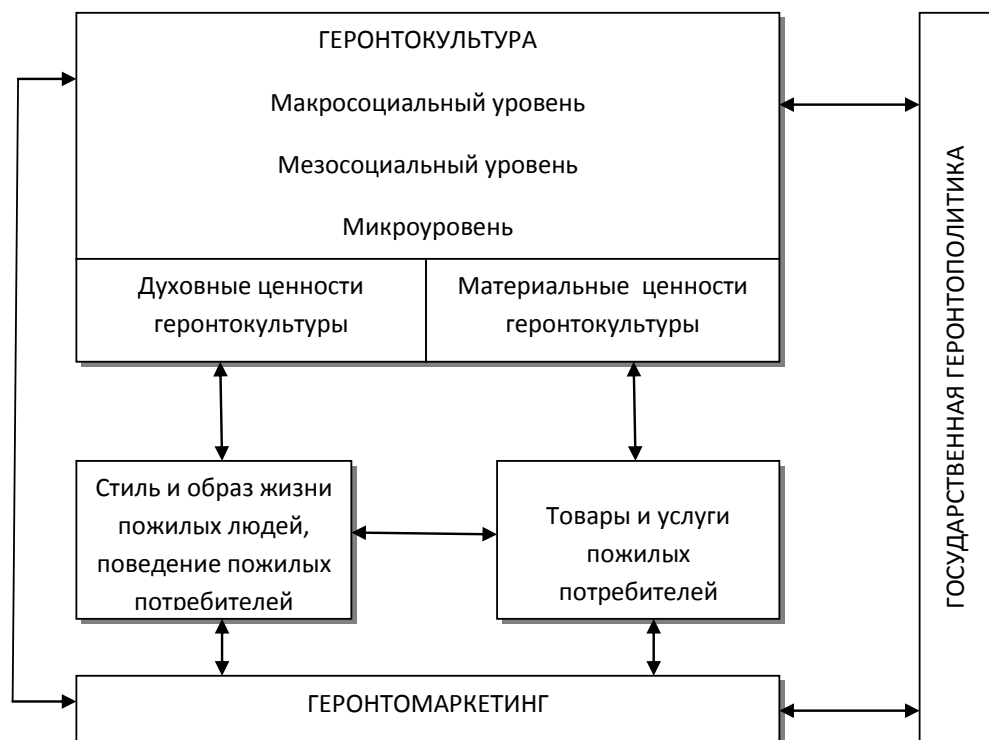 ГЕРОНТОКУЛЬТУРА
Макросоциальный уровень
Мезосоциальный уровень
Микроуровень
Духовные ценности
геронтокультуры
Материальные ценности
геронтокультуры
Стиль и образ жизни
пожилых людей,
поведение пожилых
потребителей
Товары и услуги
пожилых
потребителей
ГЕРОНТОМАРКЕТИНГ
ГОСУДАРСТВЕННАЯ ГЕРОНТОПОЛИТИКА